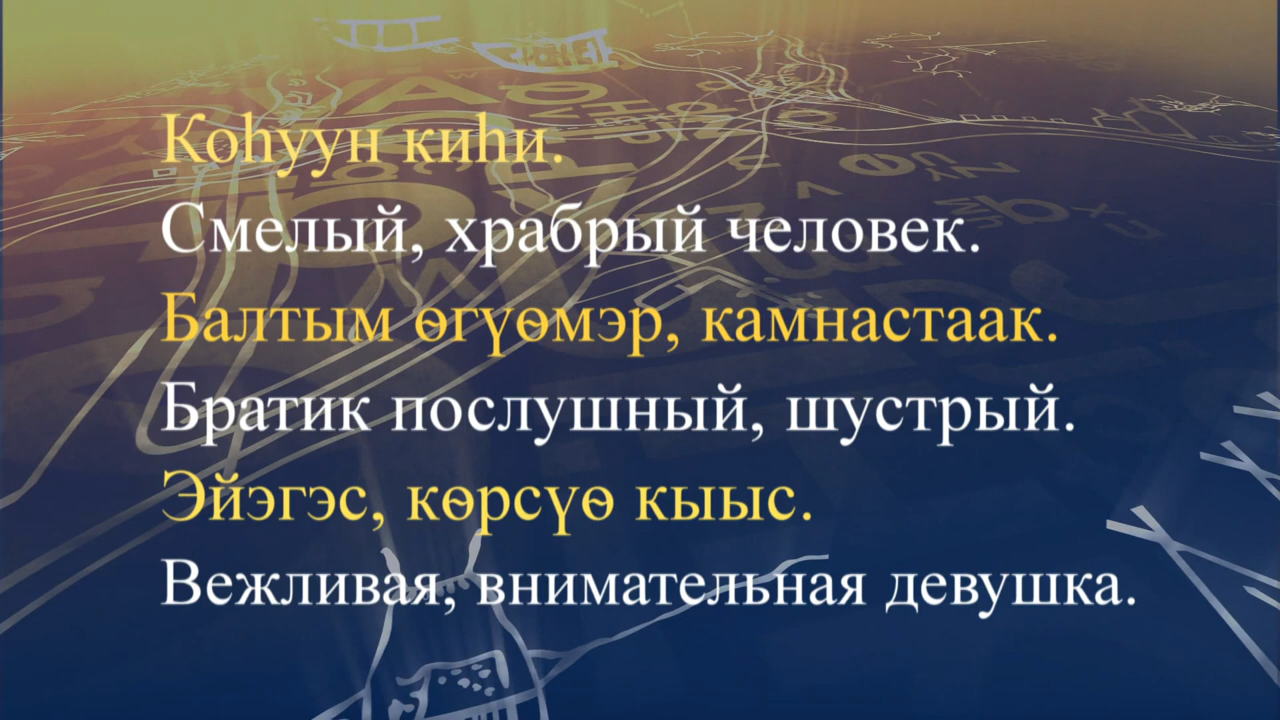 Коһуун киһи.
Смелый, храбрый человек.
Балтым өгүөмэр, камнастаак.
Братик послушный, шустрый.
Эйэгэс, көрсүө кыыс.
Вежливая, внимательная девушка.